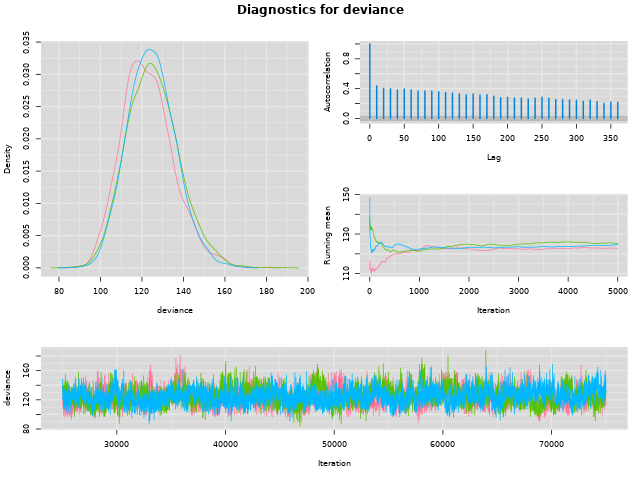 Diagnostics for deviance
Density
0.000 0.005 0.010 0.015 0.020 0.025 0.030 0.035
80 100 120 140 160 180 200
deviance
Autocorrelation
0.0 0.4 0.8
0 50 100 150 200 250 300 350
Lag
Running mean
110 130 150
0 1000 2000 3000 4000 5000
Iteration
deviance
80 120 160
30000 40000 50000 60000 70000
Iteration